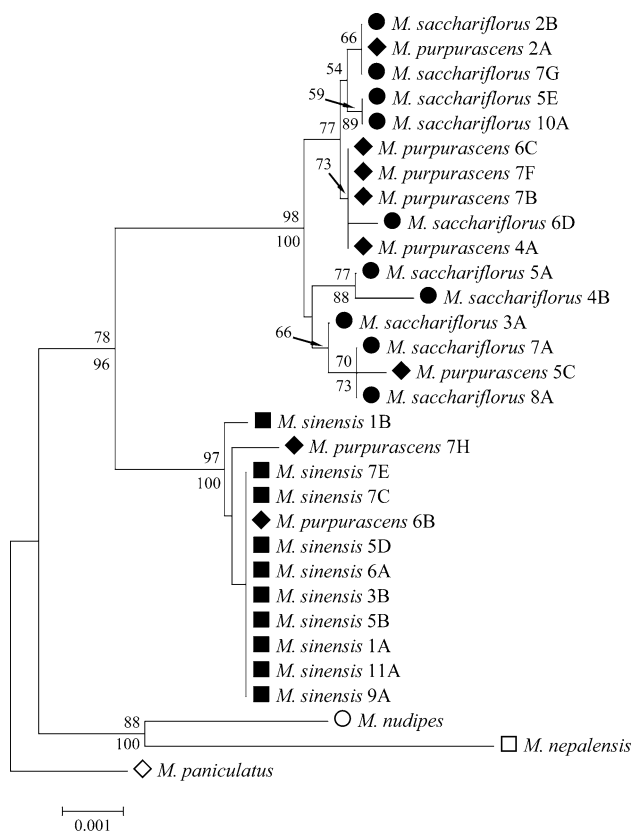 M. sacchariflorus 2B
66
M. purpurascens 2A
M. sacchariflorus 7G
54
59
M. sacchariflorus 5E
89
M. sacchariflorus 10A
77
M. purpurascens 6C
73
M. purpurascens 7F
M. purpurascens 7B
98
M. sacchariflorus 6D
100
M. purpurascens 4A
77
M. sacchariflorus 5A
88
M. sacchariflorus 4B
M. sacchariflorus 3A
66
78
M. sacchariflorus 7A
96
70
M. purpurascens 5C
73
M. sacchariflorus 8A
M. sinensis 1B
97
M. purpurascens 7H
100
M. sinensis 7E
M. sinensis 7C
M. purpurascens 6B
M. sinensis 5D
M. sinensis 6A
M. sinensis 3B
M. sinensis 5B
M. sinensis 1A
M. sinensis 11A
M. sinensis 9A
88
M. nudipes
100
M. nepalensis
M. paniculatus
0.001